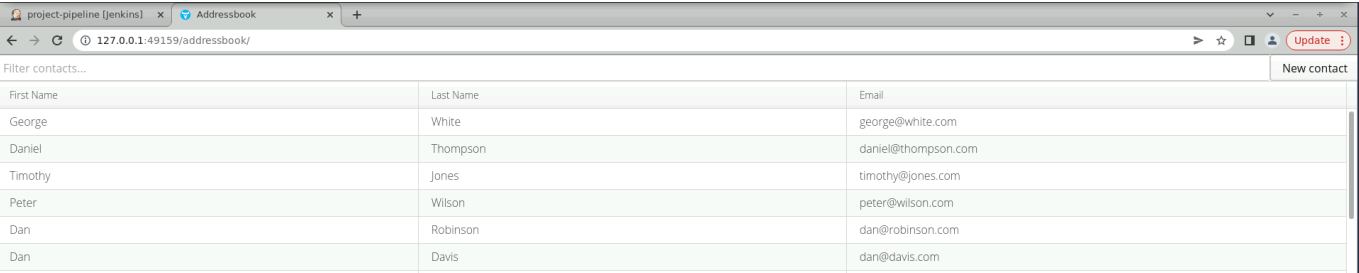 project-pipeline [Jenkins] Addressbook
127.0.0.1:49159/addressbook/ Update
Filter contacts... New contact
First Name Last Name Email
George White george@white.com
Daniel Thompson daniel@thompson.com
Timothy Jones timothy@jones.com
Peter Wilson peter@wilson.com
Dan Robinson dan@robinson.com
Dan Davis dan@davis.com